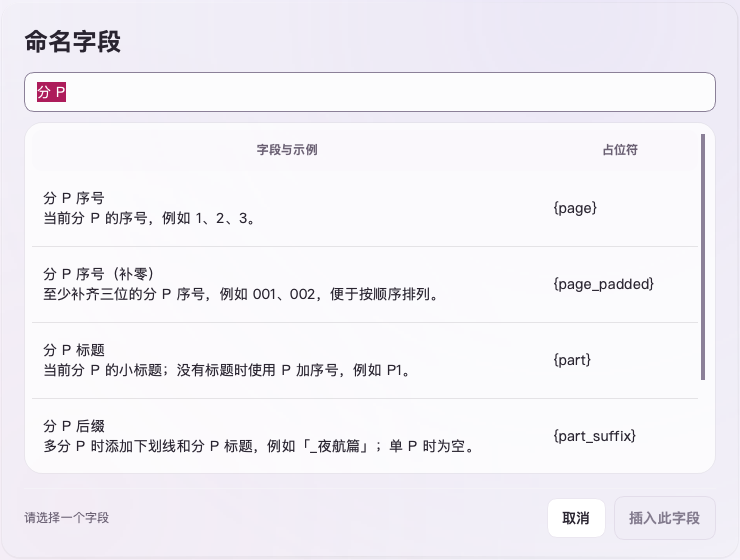 命名字段
分 P
字段与示例 占位符
分 P 序号
当前分 P 的序号，例如 1、2、3。
{page}
分 P 序号（补零）
至少补齐三位的分 P 序号，例如 001、002，便于按顺序排列。
{page_padded}
分 P 标题
当前分 P 的小标题；没有标题时使用 P 加序号，例如 P1。
{part}
分 P 后缀
多分 P 时添加下划线和分 P 标题，例如「_夜航篇」；单 P 时为空。
{part_suffix}
请选择一个字段 取消 插入此字段